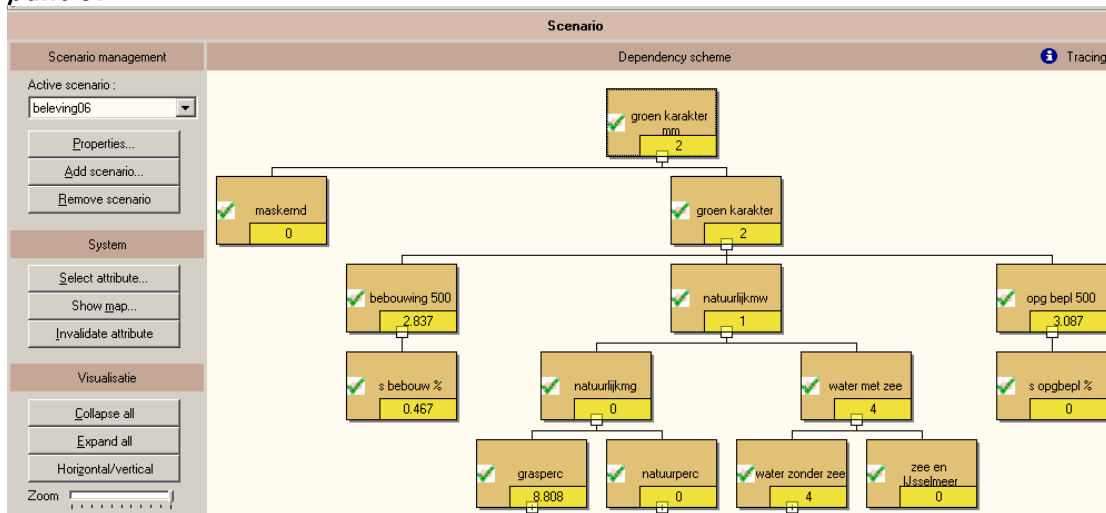 Scenario
Scenario management
Dependency scheme
Tracing
Active scenario :
beleving06
Properties...
Add scenario...
Remove scenario
System
Select attribute...
Show map...
Invalidate attribute
Visualisatie
Collapse all
Expand all
Horizontal/vertical
Zoom
groen karakter
mm
2
maskernd
0
groen karakter
2
bebouwing 500
2.837
natuurlijkmw
1
opg bepl 500
3.087
s bebouw %
0.467
natuurlijkmg
0
water met zee
4
s opgbepl %
0
grasperc
8.808
natuurperc
0
water zonder zee
4
zee en
IJsselmeer
0